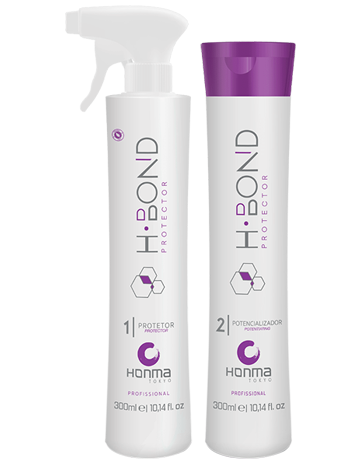 H·BOND
PROTECTOR
1 PROTETOR
PROTECTOR
HONMA
TOKYO
PROFISSIONAL
300ml e | 10,14 fl. oz
H·BOND
PROTECTOR
2 POTENCIALIZADOR
HONMA
TOKYO
PROFISSIONAL
300ml e | 10,14 fl. oz